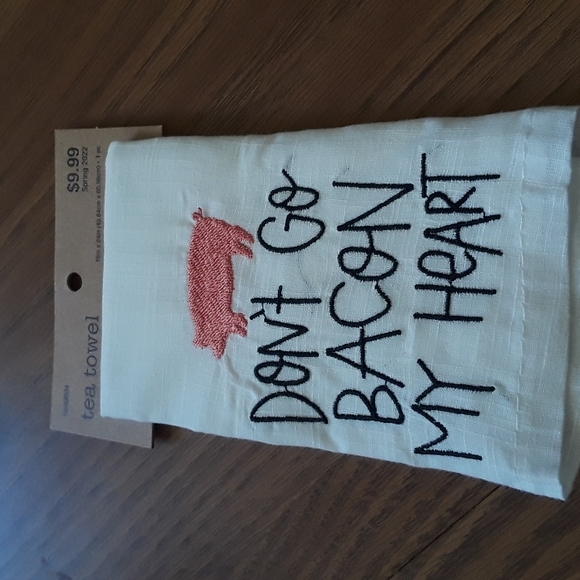 tea towel
$9.99
Spring 2022
DON't GO
BACON
MY HEART